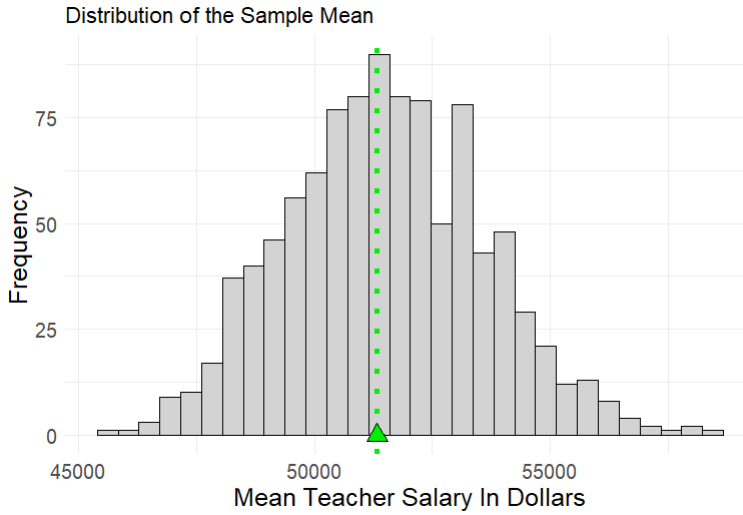 Distribution of the Sample Mean
Frequency
75
50
25
0
45000 50000 55000
Mean Teacher Salary In Dollars